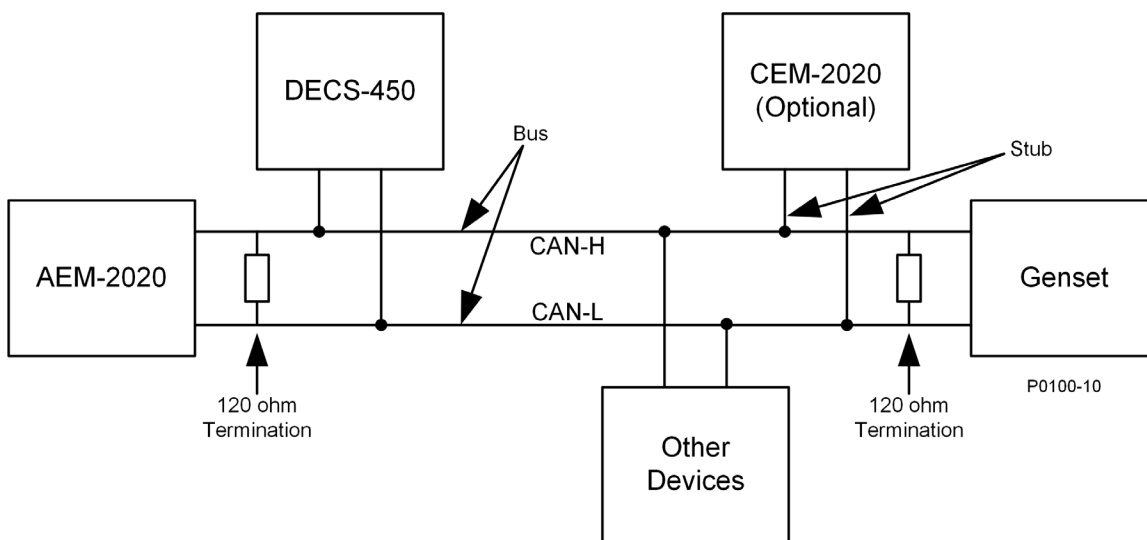 DECS-450
CEM-2020
(Optional)
Bus
Stub
AEM-2020
CAN-H
Genset
CAN-L
P0100-10
120 ohm
Termination
120 ohm
Termination
Other
Devices